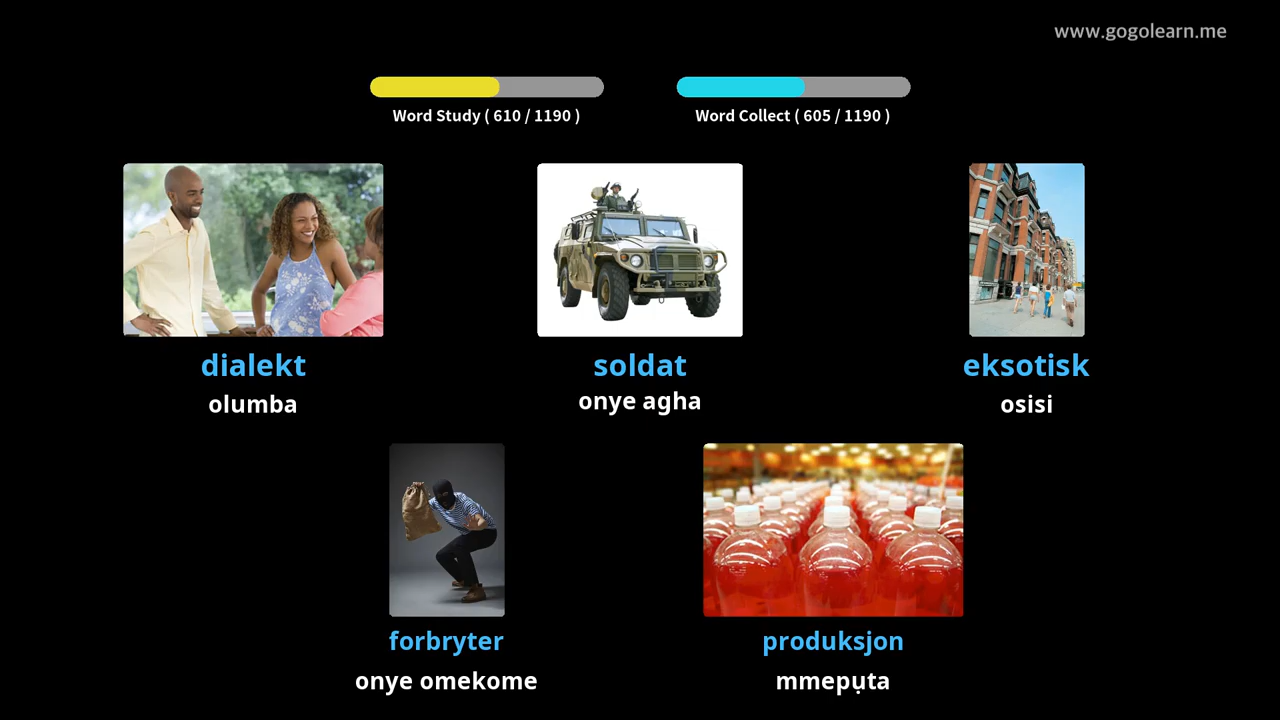 www.gogolearn.me
Word Study ( 610 / 1190 )
Word Collect ( 605 / 1190 )
dialekt
olumba
soldat
onye agha
eksotisk
osisi
forbryter
onye omekome
produksjon
mmepụta